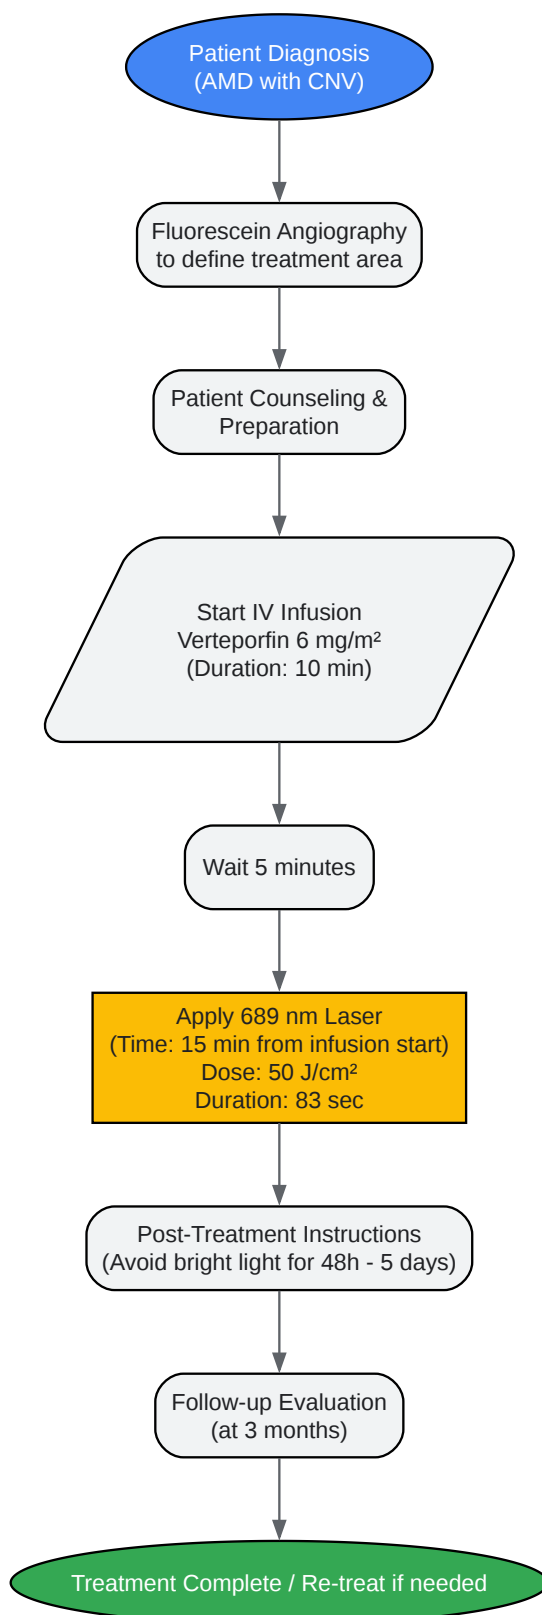 Patient Diagnosis
(AMD with CNV)
Fluorescein Angiography
to define treatment area
Patient Counseling &
Preparation
Start IV Infusion
Verteporfin 6 mg/m²
(Duration: 10 min)
Wait 5 minutes
Apply 689 nm Laser
(Time: 15 min from infusion start)
Dose: 50 J/cm²
Duration: 83 sec
Post-Treatment Instructions
(Avoid bright light for 48h - 5 days)
Follow-up Evaluation
(at 3 months)
Treatment Complete / Re-treat if needed